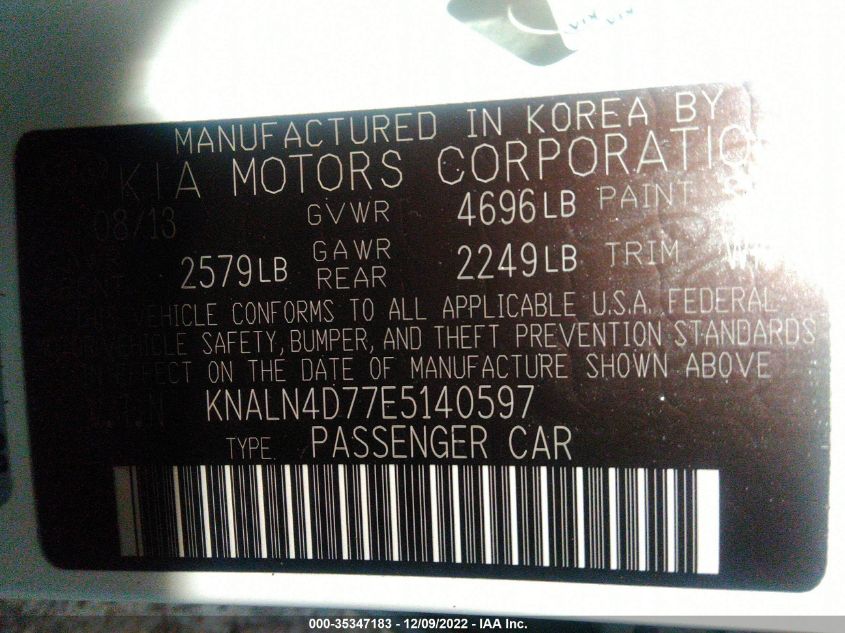 MANUFACTURED IN KOREA BY
KIA MOTORS CORPORATIO
08/13 GVWR 4696LB PAINT
2579LB GAWR REAR 2249LB TRIM
VEHICLE CONFORMS TO ALL APPLICABLE U.S.A. FEDERAL
VEHICLE SAFETY, BUMPER, AND THEFT PREVENTION STANDARDS
IN EFFECT ON THE DATE OF MANUFACTURE SHOWN ABOVE
V.I.N KNALN4D77E5140597
TYPE PASSENGER CAR
000-35347183 - 12/09/2022 - IAA Inc.